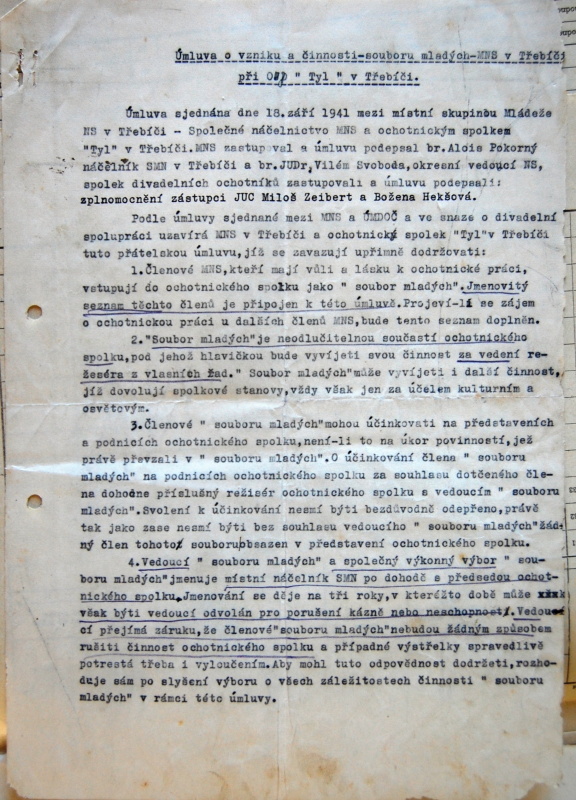 Úmluva o vzniku a činnosti-souboru mladých-MNS v Třebíči
při OSD " Tyl " v Třebíči.
Úmluva sjednána dne 18.září 1941 mezi místní skupinou Mládeže
NS v Třebíči - Společné náčelnictvo MNS a ochotnickým spolkem
"Tyl" v Třebíči.MNS zastupoval a úmluvu podepsal br.Alois Pokorný
náčelník SMN v Třebíči a br.JUDr,Vilém Svoboda,okresní vedoucí NS,
spolek divadelních ochotníků zastupovali a úmluvu podepsali:
zplnomocnění zástupci JUC Miloš Zeibert a Božena Hekšová.
Podle úmluvy sjednané mezi MNS a ÚMDOČ a ve snaze o divadelní
spolupráci uzavírá MNS v Třebíči a ochotnický spolek "Tyl"v Třebíči
tuto přátelskou úmluvu,jíž se zavazují upřímně dodržovati:
1.Členové MNS,kteří mají vůli a lásku k ochotnické práci,
vstupují do ochotnického spolku jako " soubor mladých".Jmenovitý
seznam těchto členů je připojen k této úmluvě.Projeví-li se zájem
o ochotnickou práci u dalších členů MNS,bude tento seznam doplněn.
2."Soubor mladých"je neodlučitelnou součastí ochotnického
spolku,pod jehož hlavičkou bude vyvíjeti svou činnost za vedení re-
žeséra z vlasních řad." Soubor mladých"může vyvíjeti i další činnost,
jíž dovolují spolkové stanovy,vždy však jen za účelem kulturním a
osvětovým.
3.Členové " souboru mladých"mohou účinkovati na představeních
a podnicích ochotnického spolku,není-li to na úkor povinností,jež
právě převzali v " souboru mladých".O účinkování člena " souboru
mladých" na podnicích ochotnického spolku za souhlasu dotčeného čle-
na dohodne příslušný režisér ochotnického spolku s vedoucím " souboru
mladých".Svolení k účinkování nesmí býti bezdůvodně odepřeno,právě
tak jako zase nesmí býti bez souhlasu vedoucího " souboru mladých"žád-
ný člen tohoto souboru obsazen v představení ochotnického spolku.
4.Vedoucí " souboru mladých" a společný výkonný výbor " sou-
boru mladých"jmenuje místní náčelník SMN po dohodě s předsedou ochot-
nického spolku.Jmenování se děje na tři roky,v kterážto době může
však býti vedoucí odvolán pro porušení kázně nebo neschopnost.Vedou-
cí přejímá záruku,že členové"souboru mladých"nebudou žádným způsobem
rušiti činnost ochotnického spolku a případné výstřelky spravedlivě
potrestá třeba i vyloučením.Aby mohl tuto odpovědnost dodržeti,rozho-
duje sám po slyšení výboru o všech záležitostech činnosti " souboru
mladých" v rámci této úmluvy.